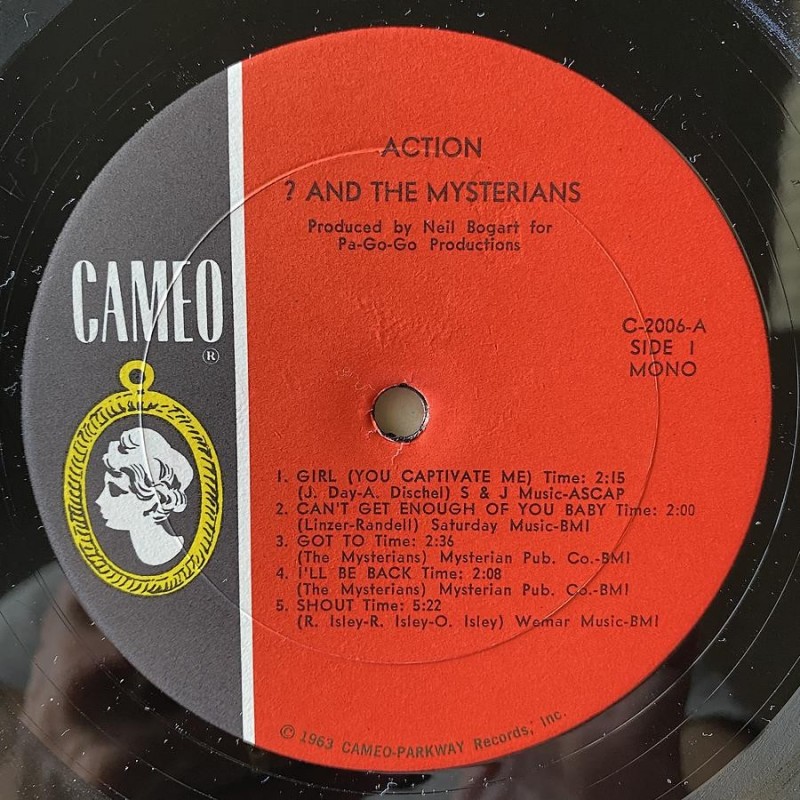 ACTION
? AND THE MYSTERIANS
Produced by Neil Bogart for
Pa-Go-Go Productions
CAMEO
®
C-2006-A
SIDE 1
MONO
1. GIRL (YOU CAPTIVATE ME) Time: 2:15
(J. Day-A. Dischel) S & J Music-ASCAP
2. CAN'T GET ENOUGH OF YOU BABY Time: 2:00
(Linzer-Randell) Saturday Music-BMI
3. GOT TO Time: 2:36
(The Mysterians) Mysterian Pub. Co.-BMI
4. I'LL BE BACK Time: 2:08
(The Mysterians) Mysterian Pub. Co.-BMI
5. SHOUT Time: 5:22
(R. Isley-R. Isley-O. Isley) Wemar Music-BMI
© 1963 CAMEO-PARKWAY Records, Inc.